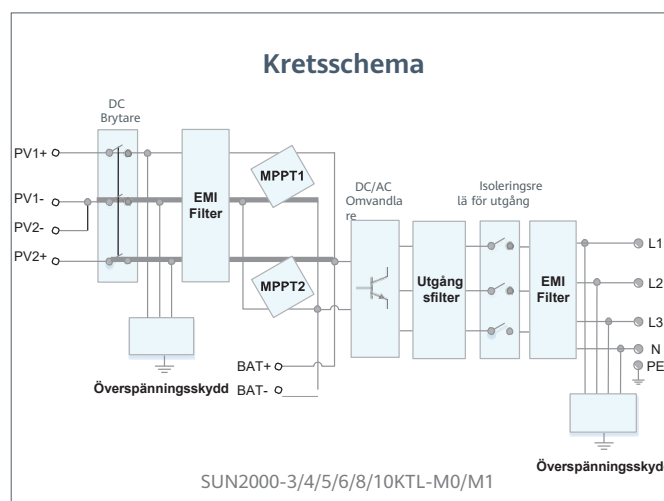 Kretsschema
DC
Brytare
PV1+
PV1-
PV2-
PV2+
EMI
Filter
MPPT1
MPPT2
DC/AC
Omvandla
re
Utgång
sfilter
Isoleringsre
lä för utgång
EMI
Filter
L1
L2
L3
N
PE
BAT+
BAT-
Överspänningsskydd
Överspänningsskyd
SUN2000-3/4/5/6/8/10KTL-M0/M1